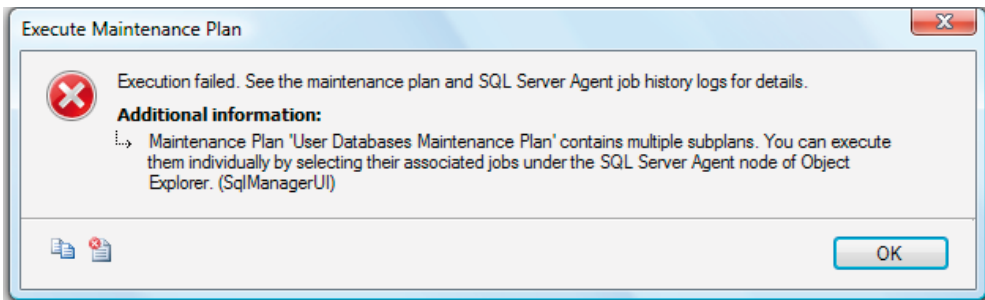 Execute Maintenance Plan
Execution failed. See the maintenance plan and SQL Server Agent job history logs for details.
Additional information:
Maintenance Plan 'User Databases Maintenance Plan' contains multiple subplans. You can execute
them individually by selecting their associated jobs under the SQL Server Agent node of Object
Explorer. (SqlManagerUI)
OK